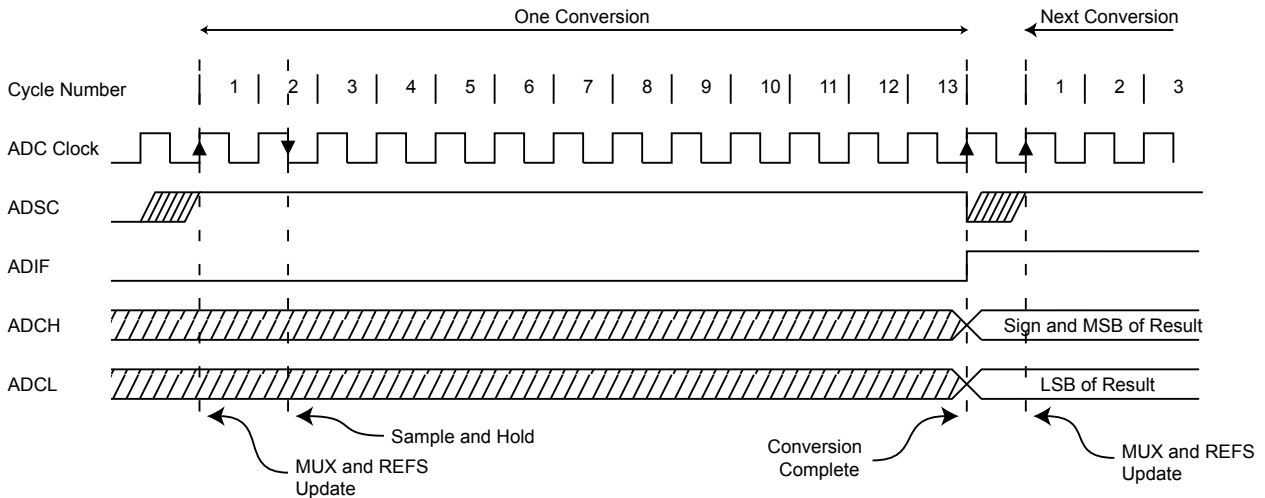 One Conversion
Next Conversion
Cycle Number 1 2 3 4 5 6 7 8 9 10 11 12 13 1 2 3
ADC Clock
ADSC
ADIF
ADCH
Sign and MSB of Result
ADCL
LSB of Result
Sample and Hold
MUX and REFS
Update
Conversion
Complete
MUX and REFS
Update